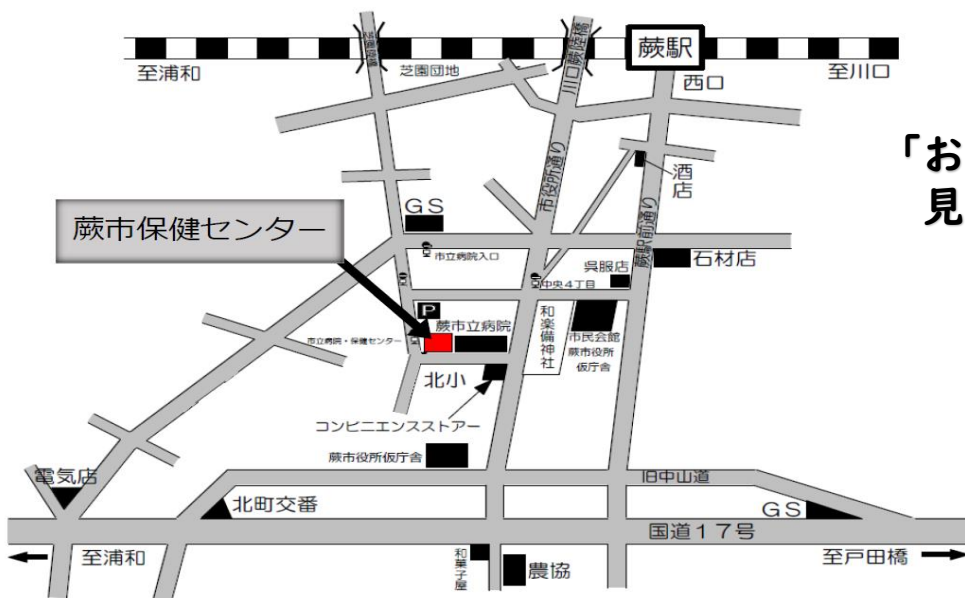 蕨駅
至浦和
芝園団地
川口蕨陸橋
西口
至川口
酒店
「お
見
市役所通り
蕨駅前通り
GS
蕨市保健センター
市立病院入口
石材店
呉服店
中央4丁目
P
蕨市立病院
和楽備神社
市民会館
蕨市役所
仮庁舎
市立病院・保健センター
北小
コンビニエンスストアー
蕨市役所仮庁舎
旧中山道
電気店
北町交番
GS
国道17号
至浦和
和菓子屋
農協
至戸田橋